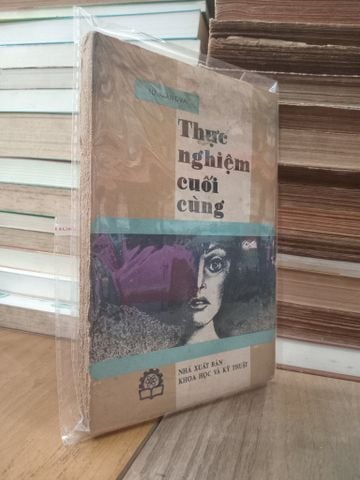 Thực
nghiệm
cuối
cùng
NHÀ XUẤT BẢN
KHOA HỌC VÀ KỸ THUẬT